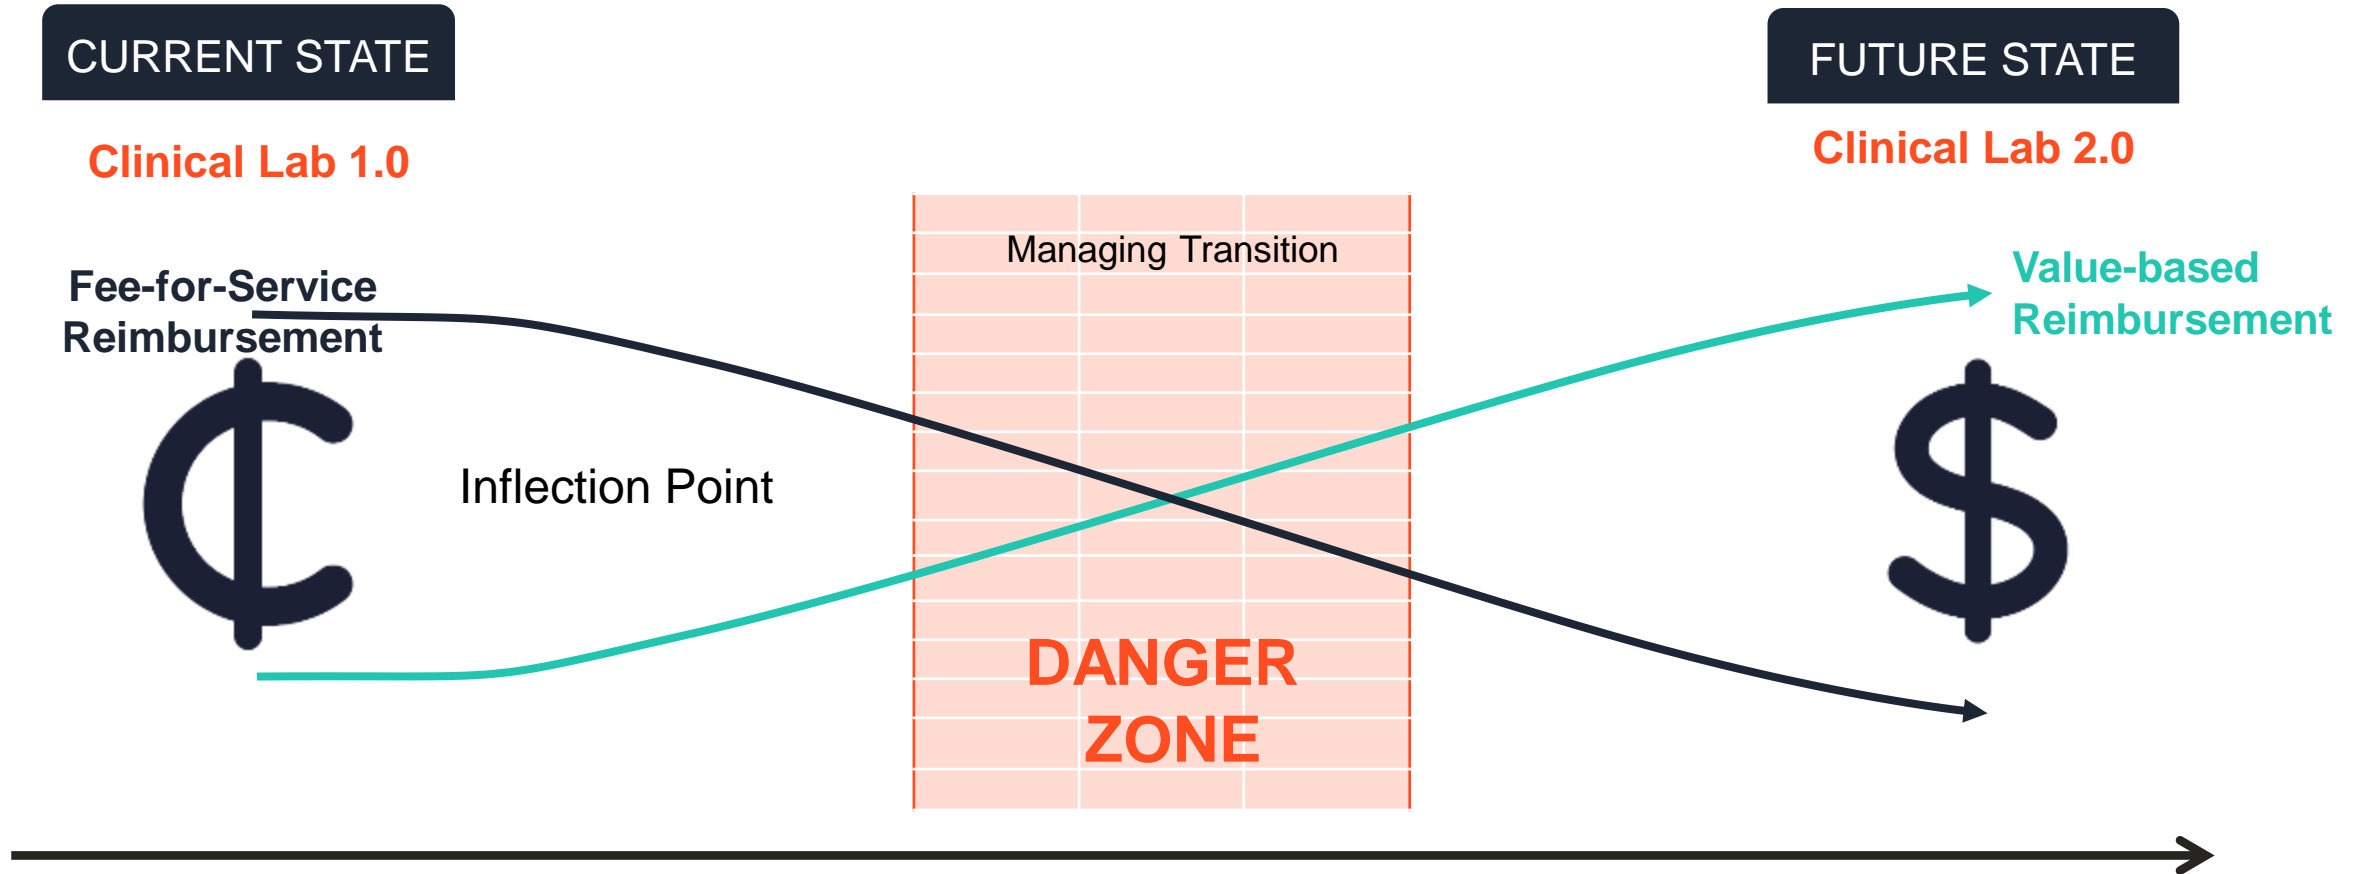 CURRENT STATE
FUTURE STATE
Clinical Lab 1.0
Clinical Lab 2.0
Managing Transition
Fee-for-Service
Reimbursement
Value-based
Reimbursement
₵
$
Inflection Point
DANGER
ZONE